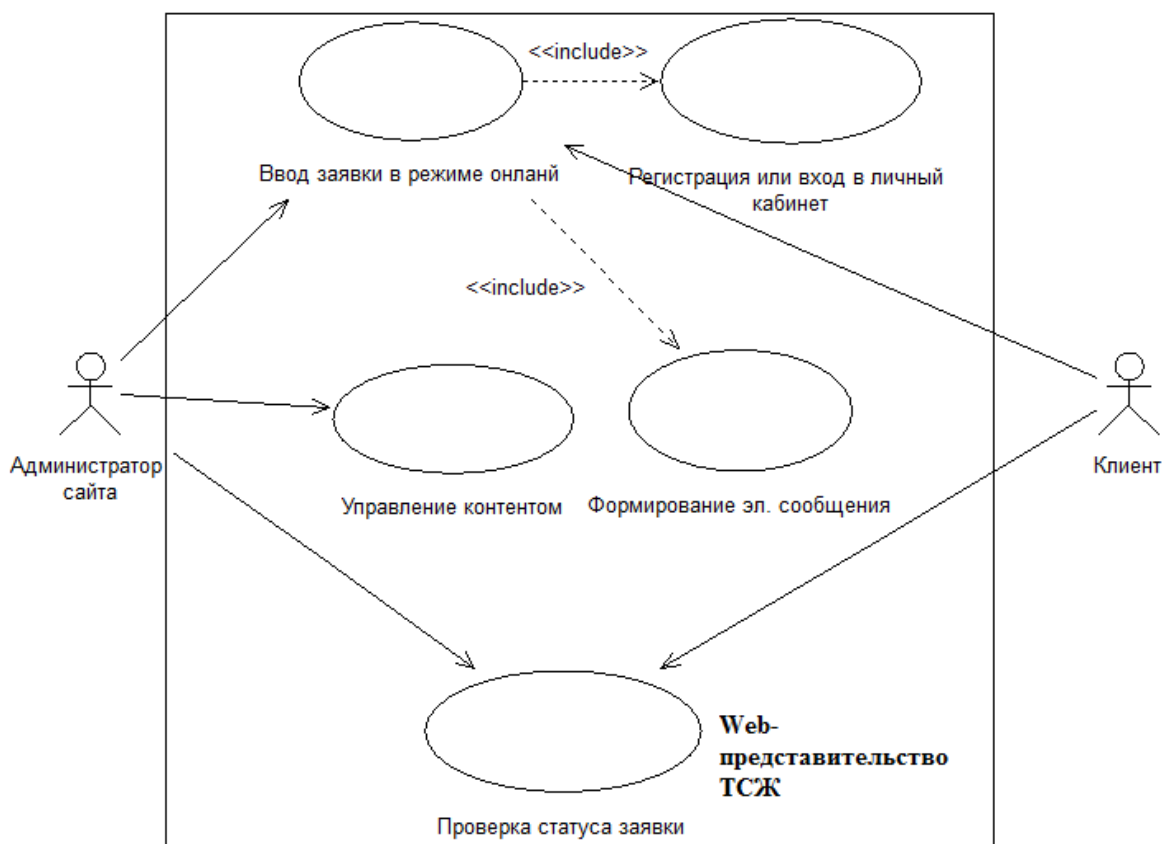 <<include>>
Ввод заявки в режиме онланй
Регистрация или вход в личный
кабинет
<<include>>
Администратор
сайта
Клиент
Управление контентом
Формирование эл. сообщения
Web-
представительство
ТСЖ
Проверка статуса заявки